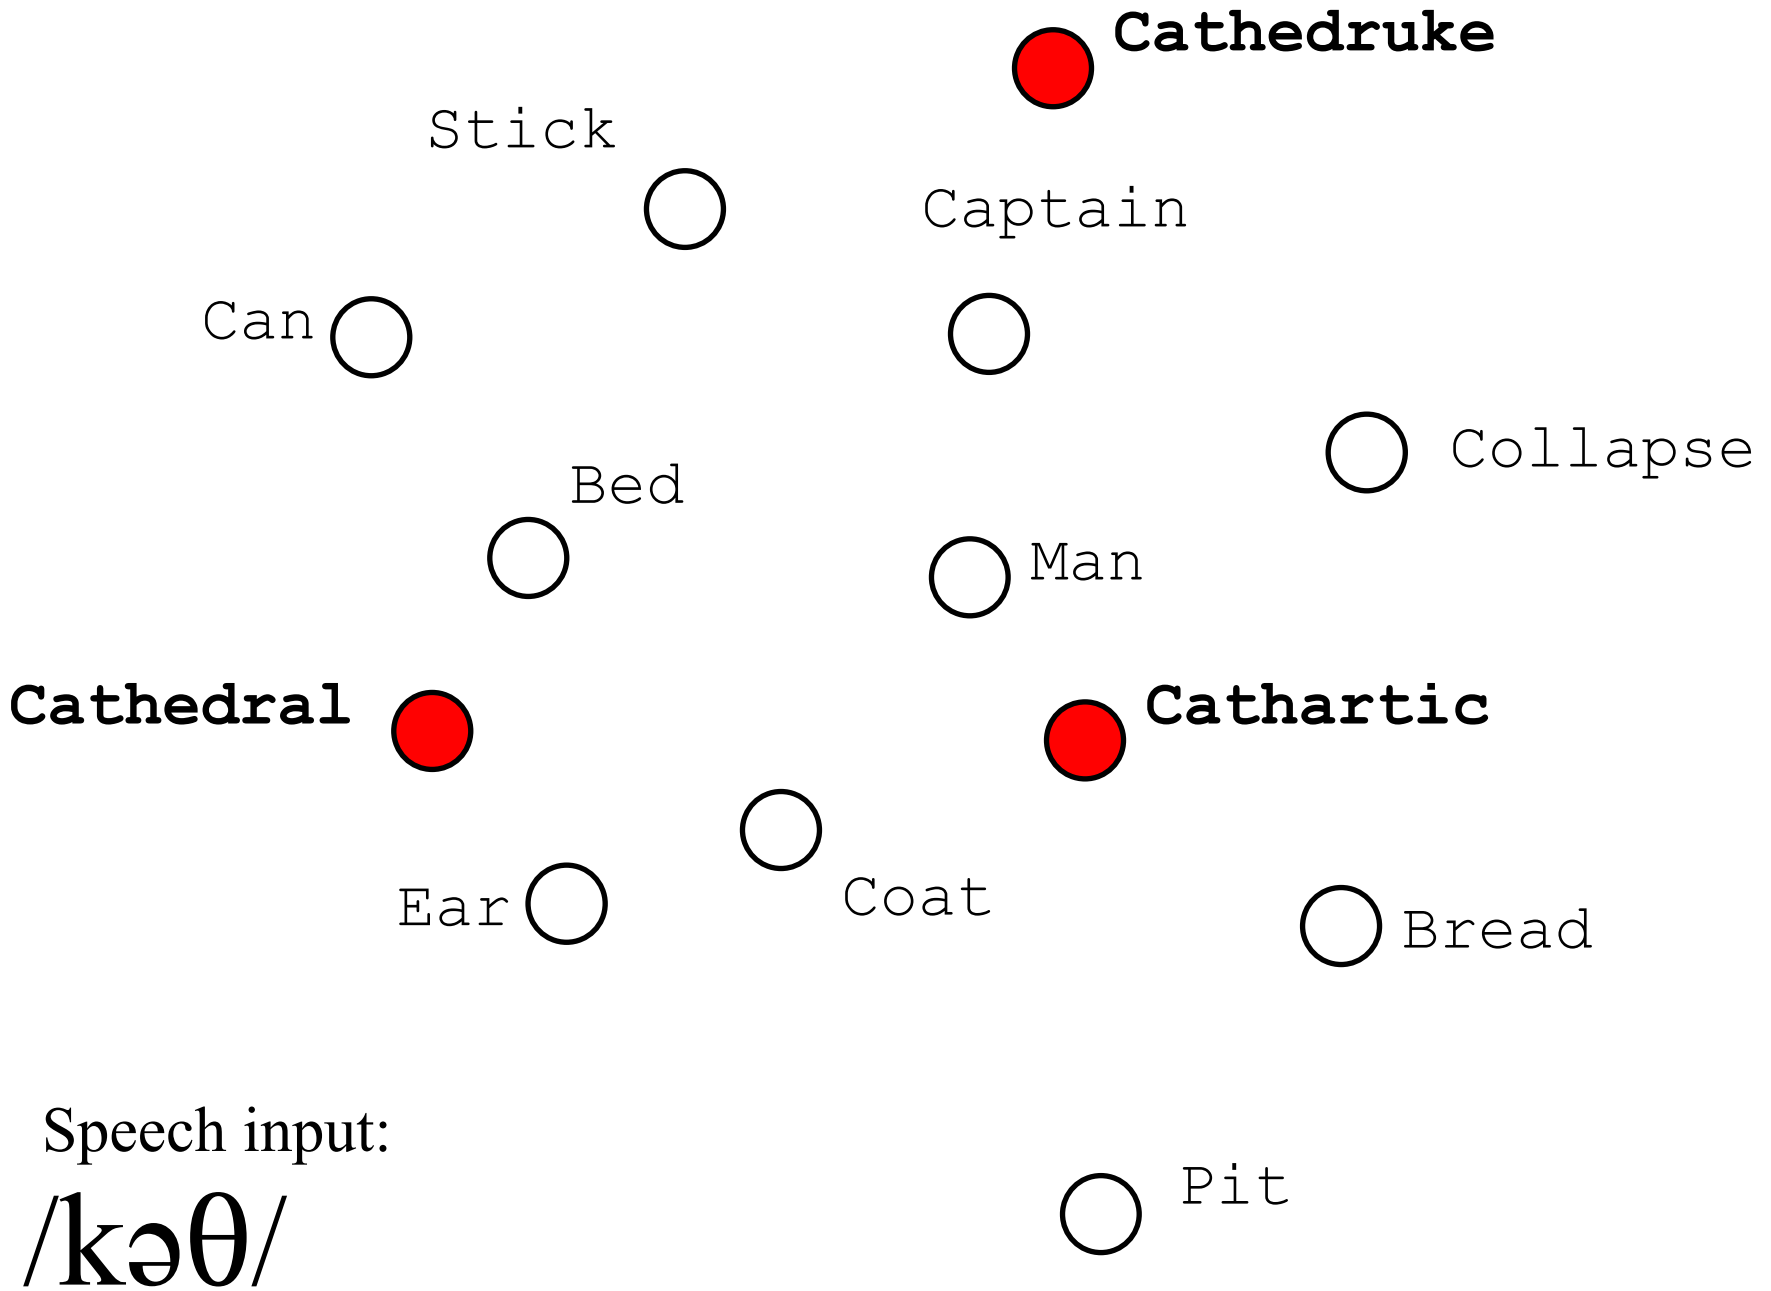 Cathedruke
Stick
Captain
Can
Collapse
Bed
Man
Cathedral
Cathartic
Ear
Coat
Bread
Speech input:
/kəθ/
Pit